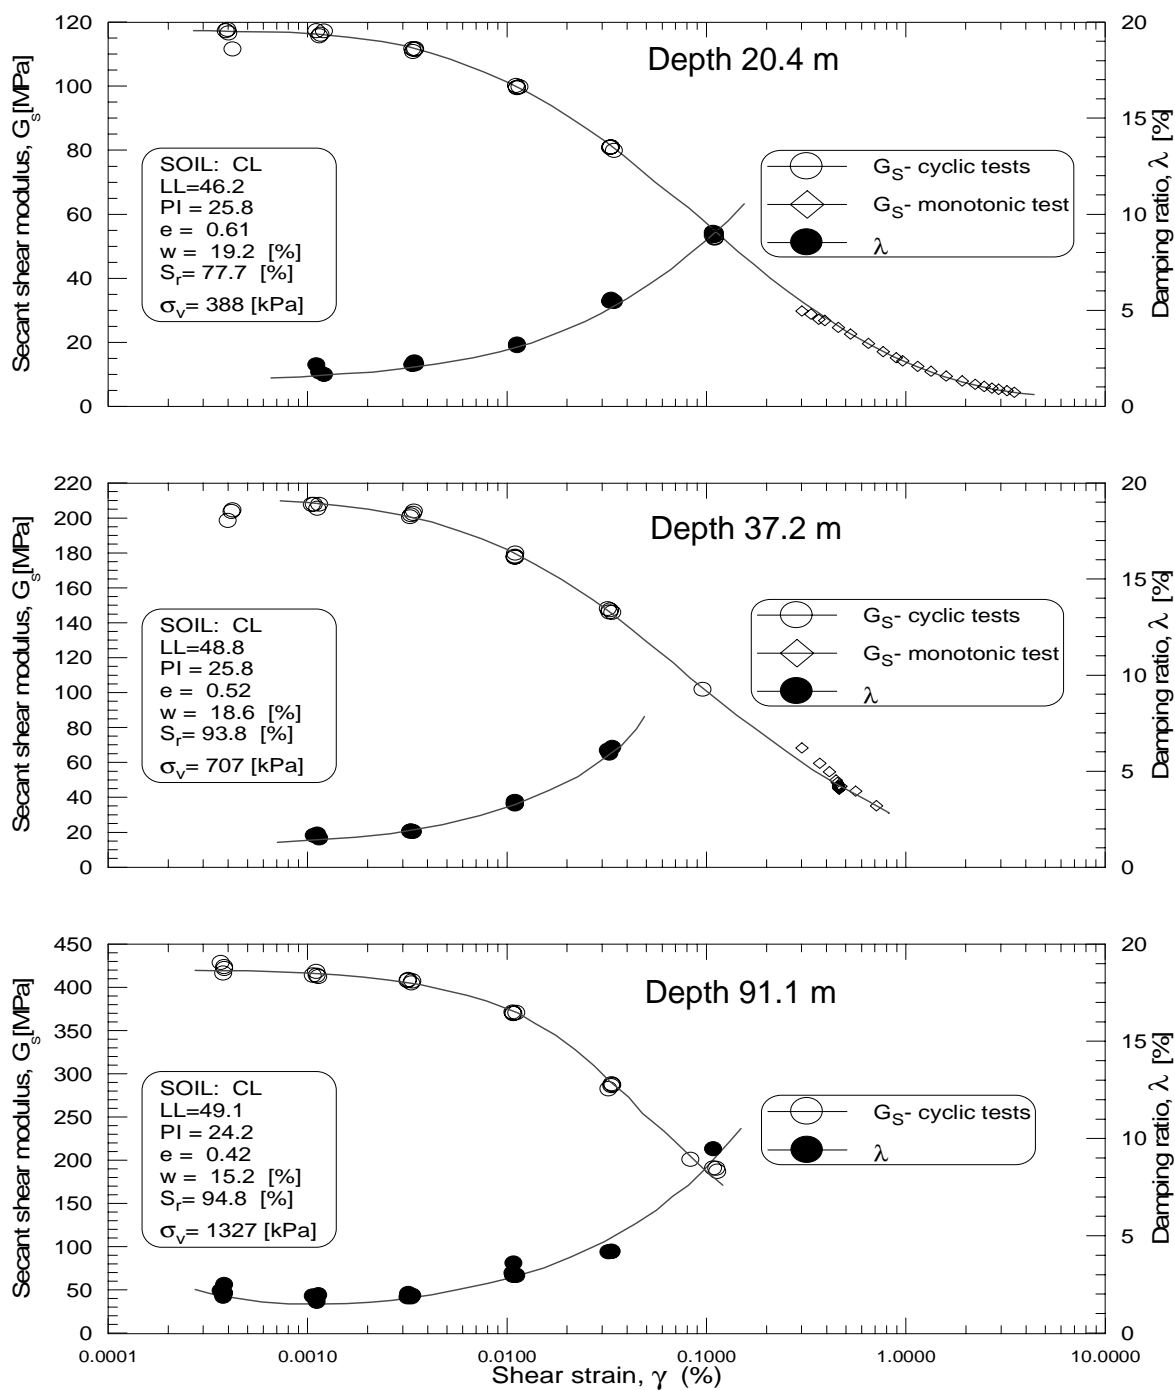 Depth 20.4 m
Secant shear modulus, Gs[MPa]
120
100
80
60
40
20
0
SOIL: CL
LL=46.2
PI = 25.8
e = 0.61
w = 19.2 [%]
Sr= 77.7 [%]
σv= 388 [kPa]
GS- cyclic tests
GS- monotonic test
λ
20
15
10
5
0
Damping ratio, λ [%]
Depth 37.2 m
Secant shear modulus, Gs[MPa]
220
200
180
160
140
120
100
80
60
40
20
0
SOIL: CL
LL=48.8
PI = 25.8
e = 0.52
w = 18.6 [%]
Sr= 93.8 [%]
σv= 707 [kPa]
GS- cyclic tests
GS- monotonic test
λ
20
15
10
5
0
Damping ratio, λ [%]
Depth 91.1 m
Secant shear modulus, Gs[MPa]
450
400
350
300
250
200
150
100
50
0
SOIL: CL
LL=49.1
PI = 24.2
e = 0.42
w = 15.2 [%]
Sr= 94.8 [%]
σv= 1327 [kPa]
GS- cyclic tests
λ
20
15
10
5
0
Damping ratio, λ [%]
0.0001 0.0010 0.0100 0.1000 1.0000 10.0000
Shear strain, γ (%)